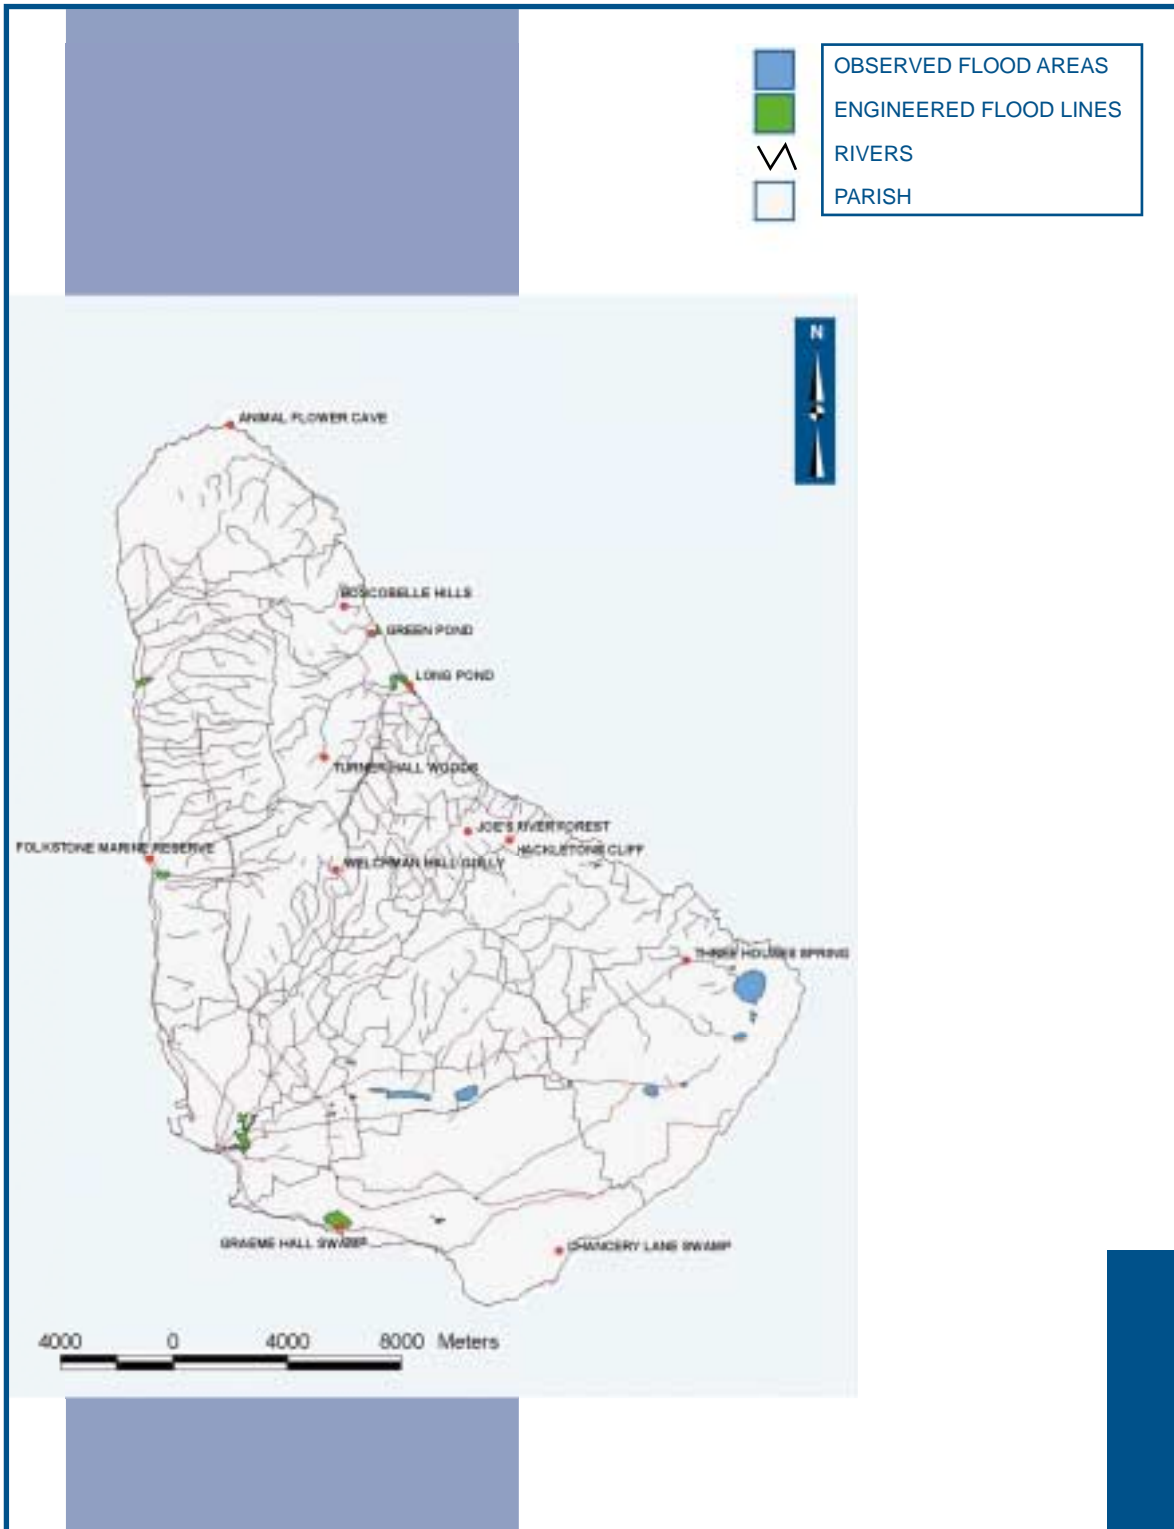 OBSERVED FLOOD AREAS
ENGINEERED FLOOD LINES
RIVERS
PARISH
N
ANIMAL FLOWER CAVE
BOSCOBELLE HILLS
GREEN POND
LONG POND
TURNER HALL WOODS
JOE'S RIVER FOREST
HACKLETONS CLIFF
FOLKSTONE MARINE RESERVE
WELCHMAN HALL GULLY
THREE HOUSES SPRING
GRAEME HALL SWAMP
CHANCERY LANE SWAMP
4000 0 4000 8000 Meters